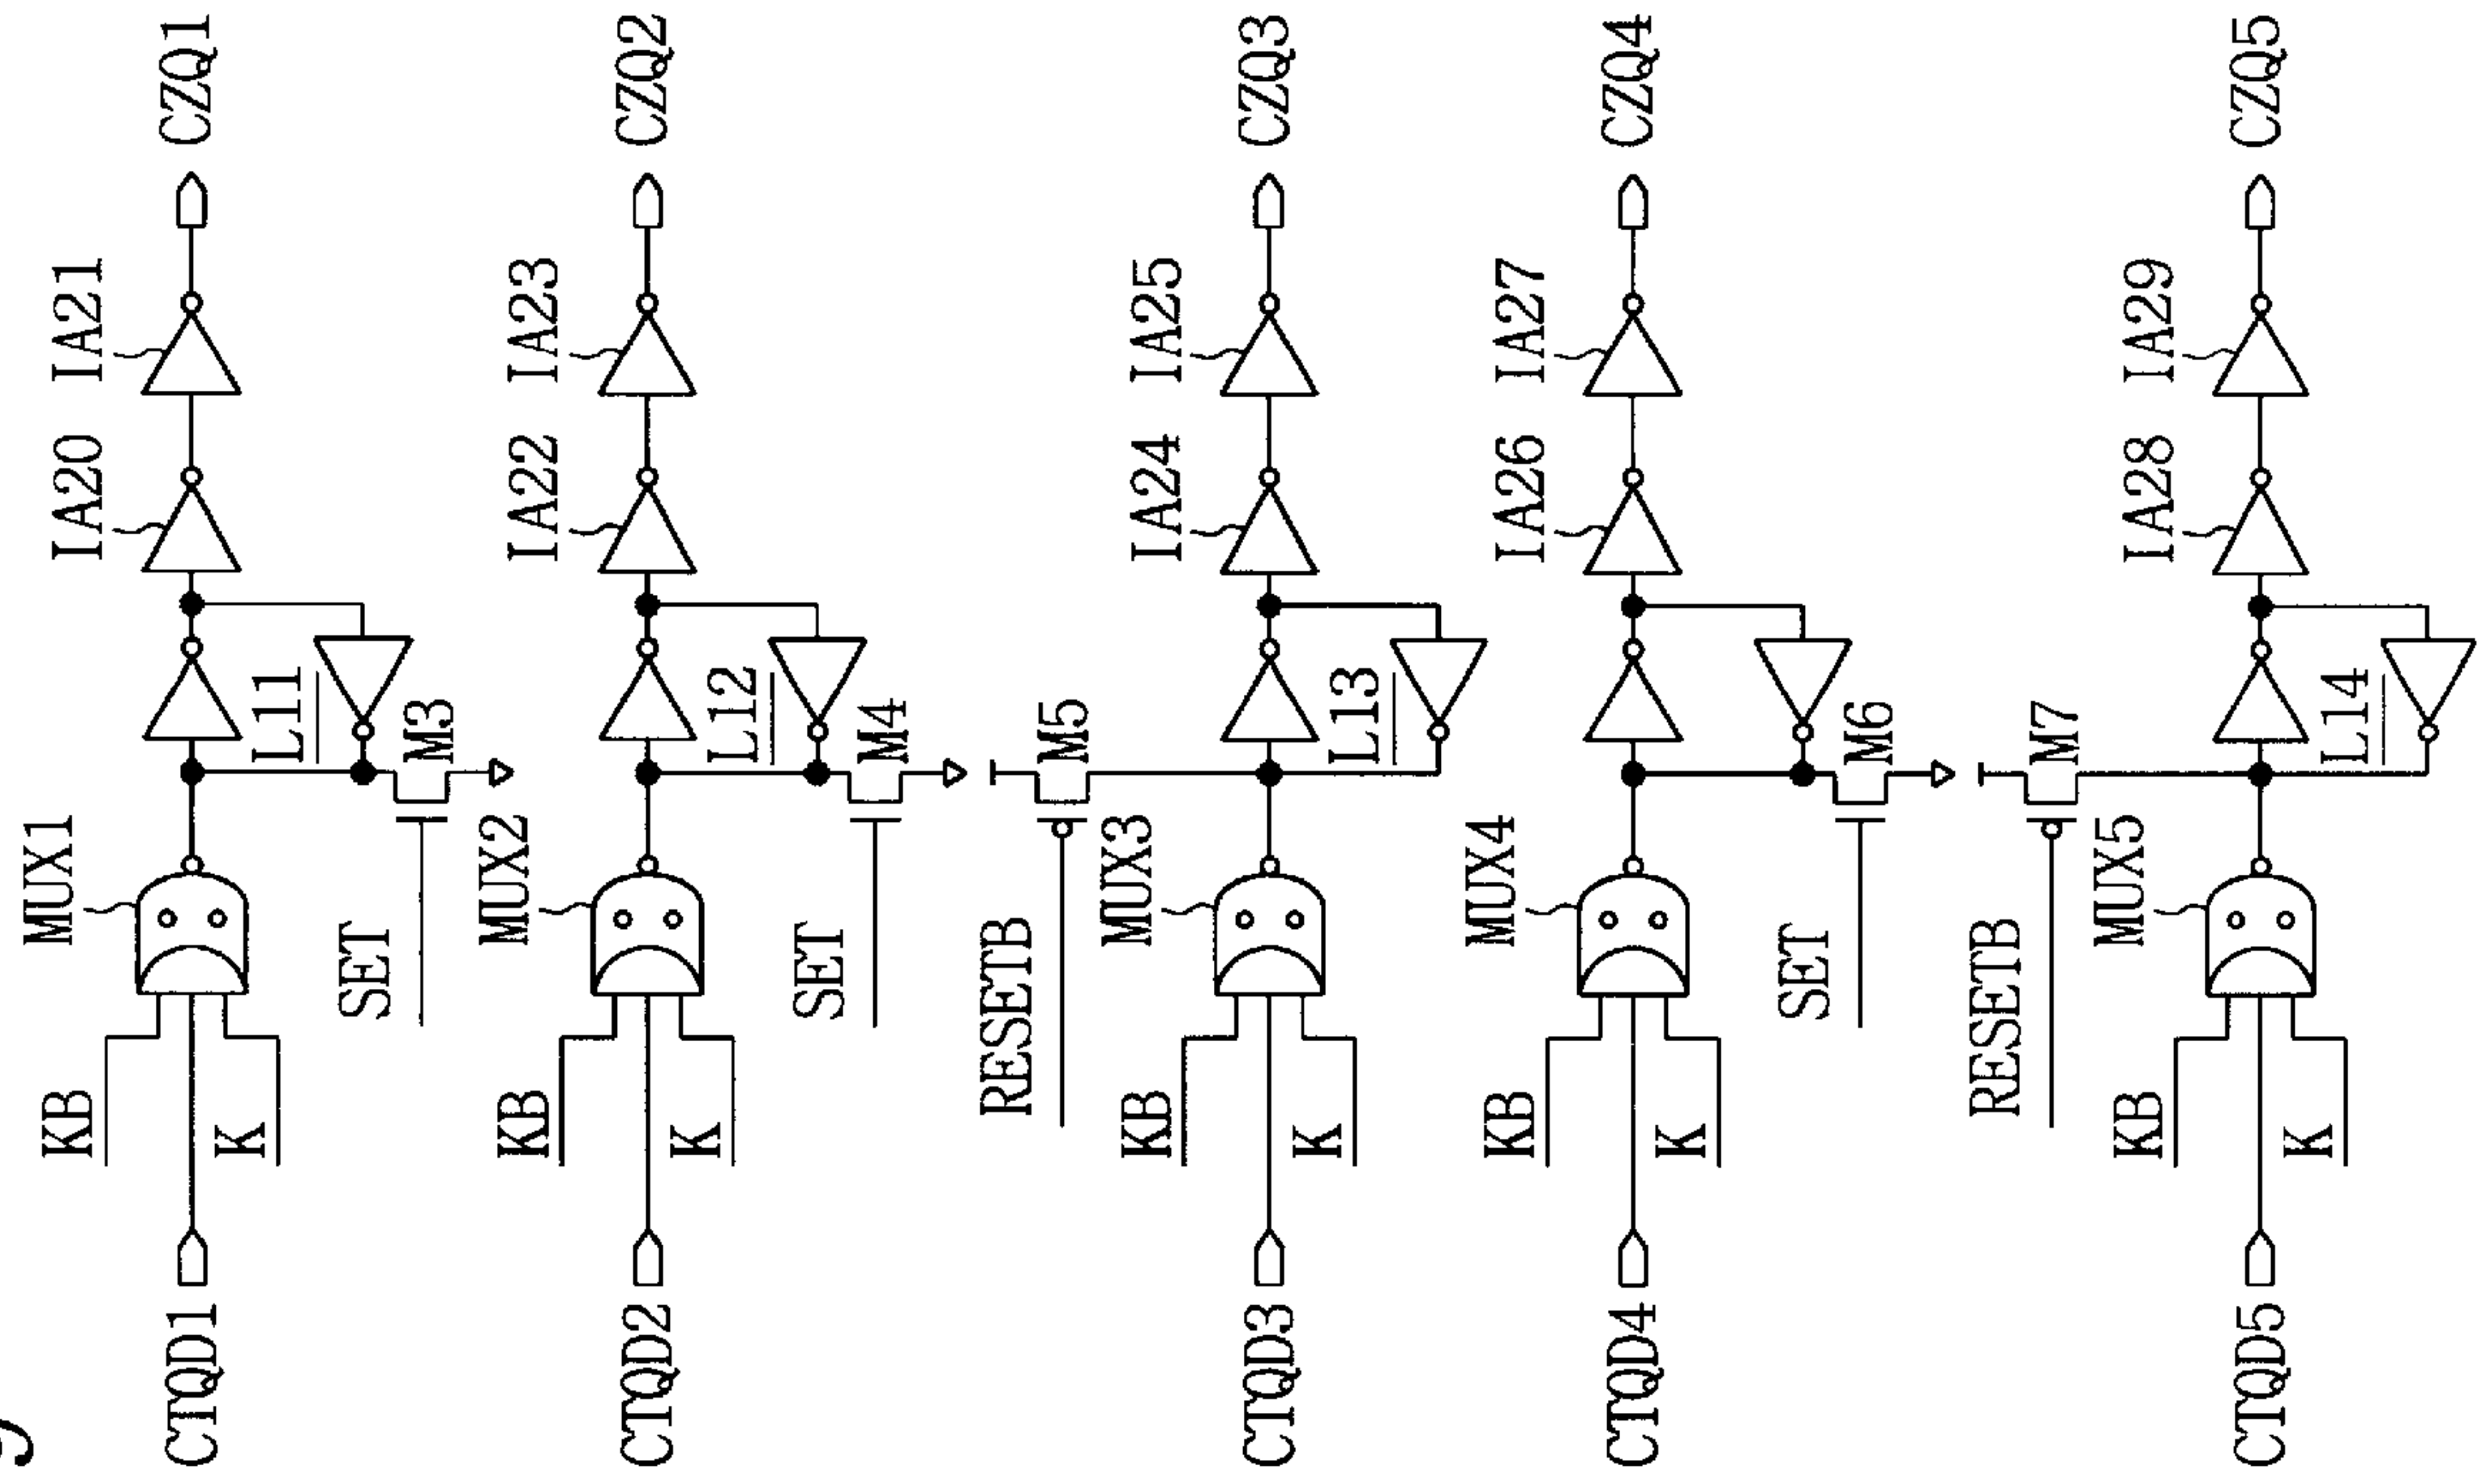 CTQD1
KB
K
MUX1
SET
L11
M3
IA20
IA21
CZQ1
CTQD2
KB
K
MUX2
SET
L12
M4
IA22
IA23
CZQ2
CTQD3
KB
K
RESETB
MUX3
M5
L13
IA24
IA25
CZQ3
CTQD4
KB
K
MUX4
SET
M6
IA26
IA27
CZQ4
CTQD5
KB
K
RESETB
MUX5
M7
L14
IA28
IA29
CZQ5